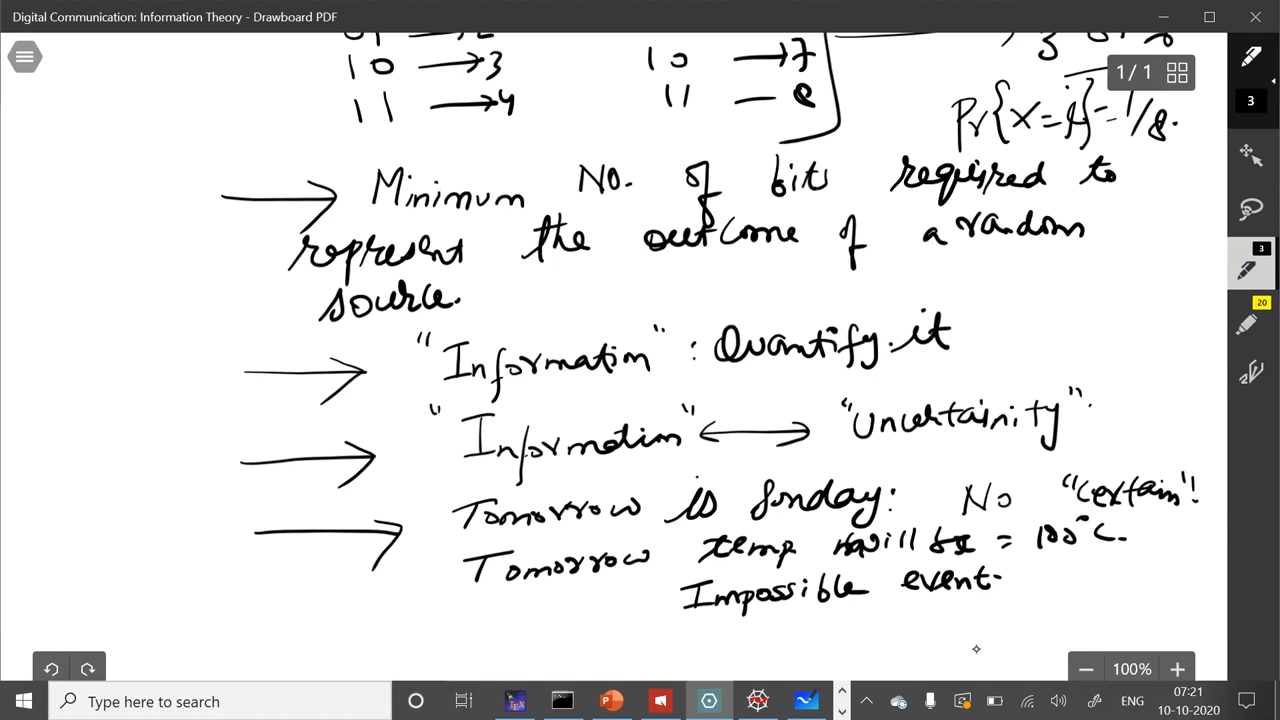 Digital Communication: Information Theory - Drawboard PDF
10 → 3
10 → 7
11 → 4
11 — 8
1/1
3
Pr{X=i} = 1/8.
→ Minimum No. of bits required to
represent the outcome of a random
source.
→ "Information": Quantify it
→ "Information" ↔ "Uncertainity".
3
20
→ Tomorrow is Sunday: No "certain"!
Tomorrow temp will be = 100°C.
Impossible event.
100%
Type here to search
ENG
07:21
10-10-2020